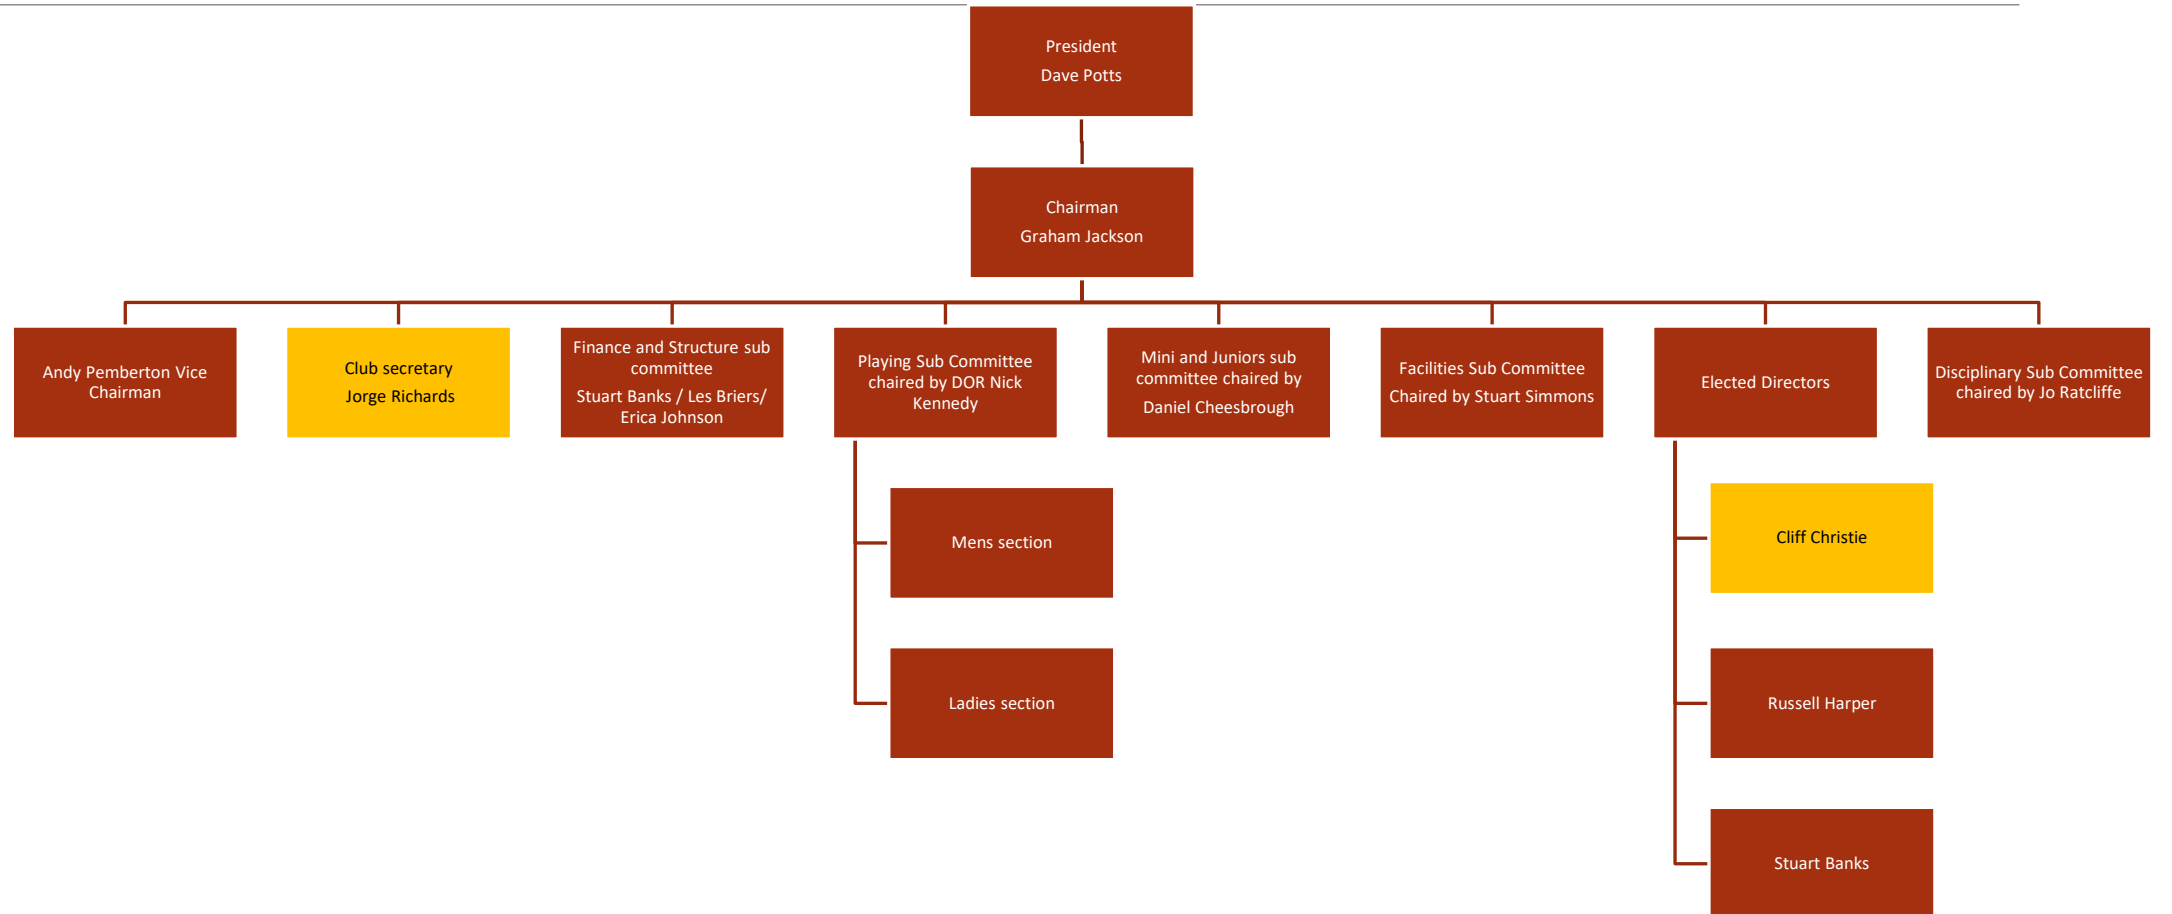 President
Dave Potts
Chairman
Graham Jackson
Andy Pemberton Vice
Chairman
Club secretary
Jorge Richards
Finance and Structure sub
committee
Stuart Banks / Les Briers/
Erica Johnson
Playing Sub Committee
chaired by DOR Nick
Kennedy
Mini and Juniors sub
committee chaired by
Daniel Cheesbrough
Facilities Sub Committee
Chaired by Stuart Simmons
Elected Directors
Disciplinary Sub Committee
chaired by Jo Ratcliffe
Mens section
Ladies section
Cliff Christie
Russell Harper
Stuart Banks